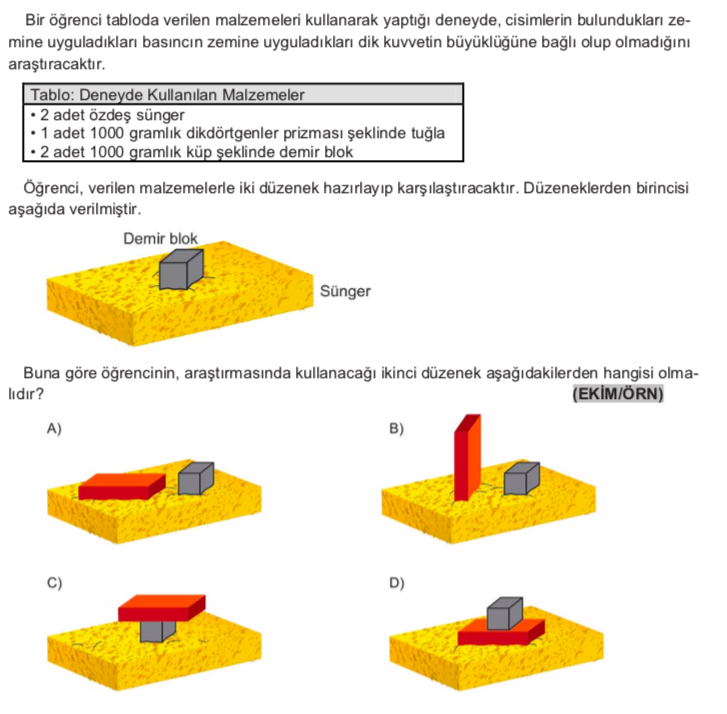 Bir öğrenci tabloda verilen malzemeleri kullanarak yaptığı deneyde, cisimlerin bulundukları ze-
mine uyguladıkları basıncın zemine uyguladıkları dik kuvvetin büyüklüğüne bağlı olup olmadığını
araştıracaktır.
Tablo: Deneyde Kullanılan Malzemeler
• 2 adet özdeş sünger
• 1 adet 1000 gramlık dikdörtgenler prizması şeklinde tuğla
• 2 adet 1000 gramlık küp şeklinde demir blok
Öğrenci, verilen malzemelerle iki düzenek hazırlayıp karşılaştıracaktır. Düzeneklerden birincisi
aşağıda verilmiştir.
Demir blok
Sünger
Buna göre öğrencinin, araştırmasında kullanacağı ikinci düzenek aşağıdakilerden hangisi olma-
lıdır? (EKİM/ÖRN)
A)
B)
C)
D)